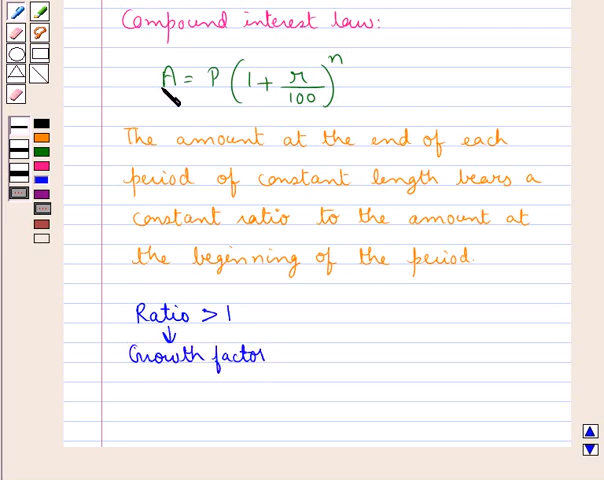 Compound interest law:
A = P (1 + r/100)^n
The amount at the end of each
period of constant length bears a
constant ratio to the amount at
the beginning of the period.
Ratio > 1
↓
Growth factor